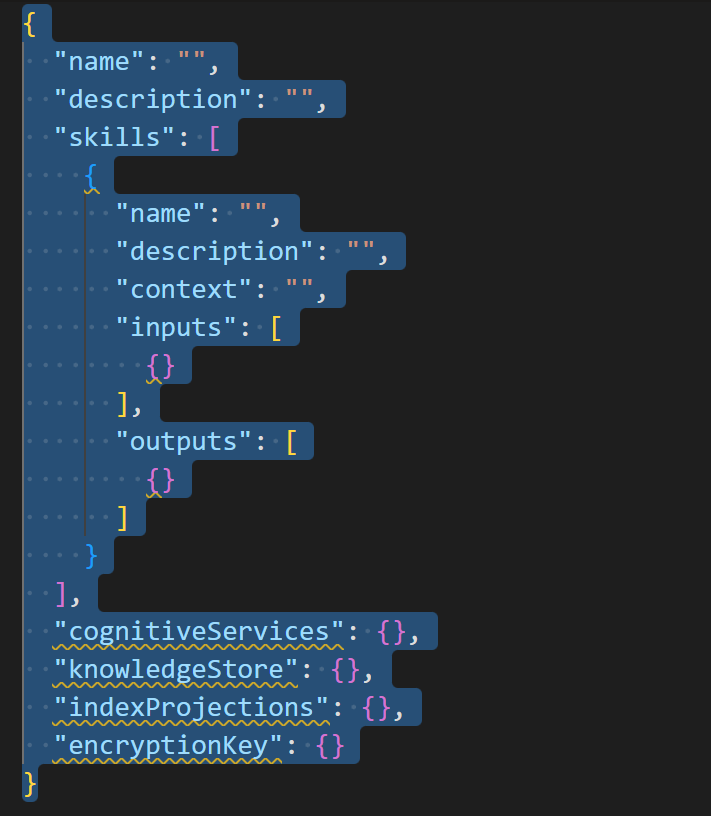 {
  "name": "",
  "description": "",
  "skills": [
    {
      "name": "",
      "description": "",
      "context": "",
      "inputs": [
        {}
      ],
      "outputs": [
        {}
      ]
    }
  ],
  "cognitiveServices": {},
  "knowledgeStore": {},
  "indexProjections": {},
  "encryptionKey": {}
}